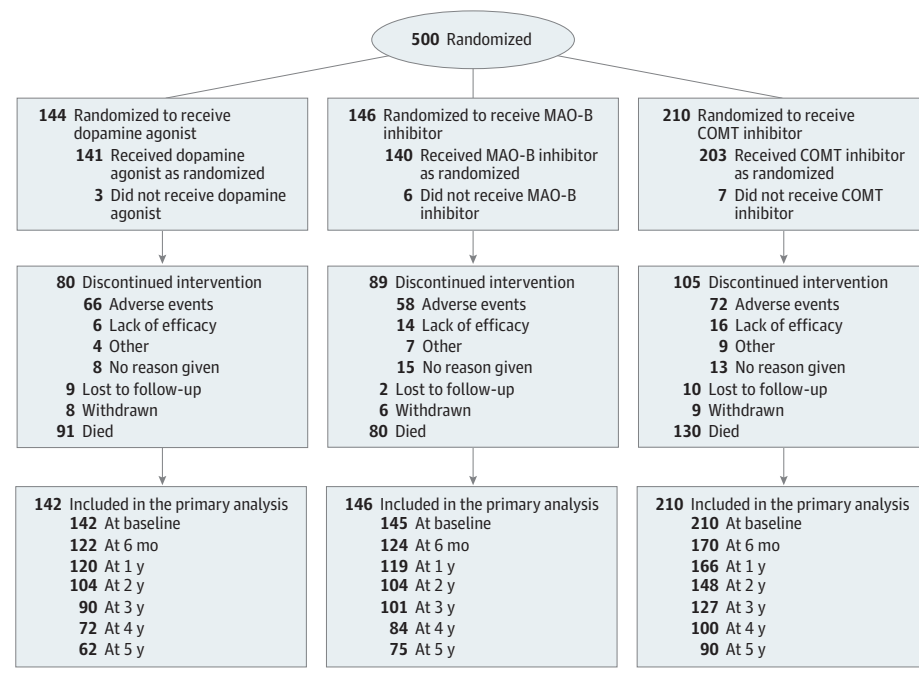 500 Randomized
144 Randomized to receive
dopamine agonist
141 Received dopamine
agonist as randomized
3 Did not receive dopamine
agonist
146 Randomized to receive MAO-B
inhibitor
140 Received MAO-B inhibitor
as randomized
6 Did not receive MAO-B
inhibitor
210 Randomized to receive
COMT inhibitor
203 Received COMT inhibitor
as randomized
7 Did not receive COMT
inhibitor
80 Discontinued intervention
66 Adverse events
6 Lack of efficacy
4 Other
8 No reason given
9 Lost to follow-up
8 Withdrawn
91 Died
89 Discontinued intervention
58 Adverse events
14 Lack of efficacy
7 Other
15 No reason given
2 Lost to follow-up
6 Withdrawn
80 Died
105 Discontinued intervention
72 Adverse events
16 Lack of efficacy
9 Other
13 No reason given
10 Lost to follow-up
9 Withdrawn
130 Died
142 Included in the primary analysis
142 At baseline
122 At 6 mo
120 At 1 y
104 At 2 y
90 At 3 y
72 At 4 y
62 At 5 y
146 Included in the primary analysis
145 At baseline
124 At 6 mo
119 At 1 y
104 At 2 y
101 At 3 y
84 At 4 y
75 At 5 y
210 Included in the primary analysis
210 At baseline
170 At 6 mo
166 At 1 y
148 At 2 y
127 At 3 y
100 At 4 y
90 At 5 y